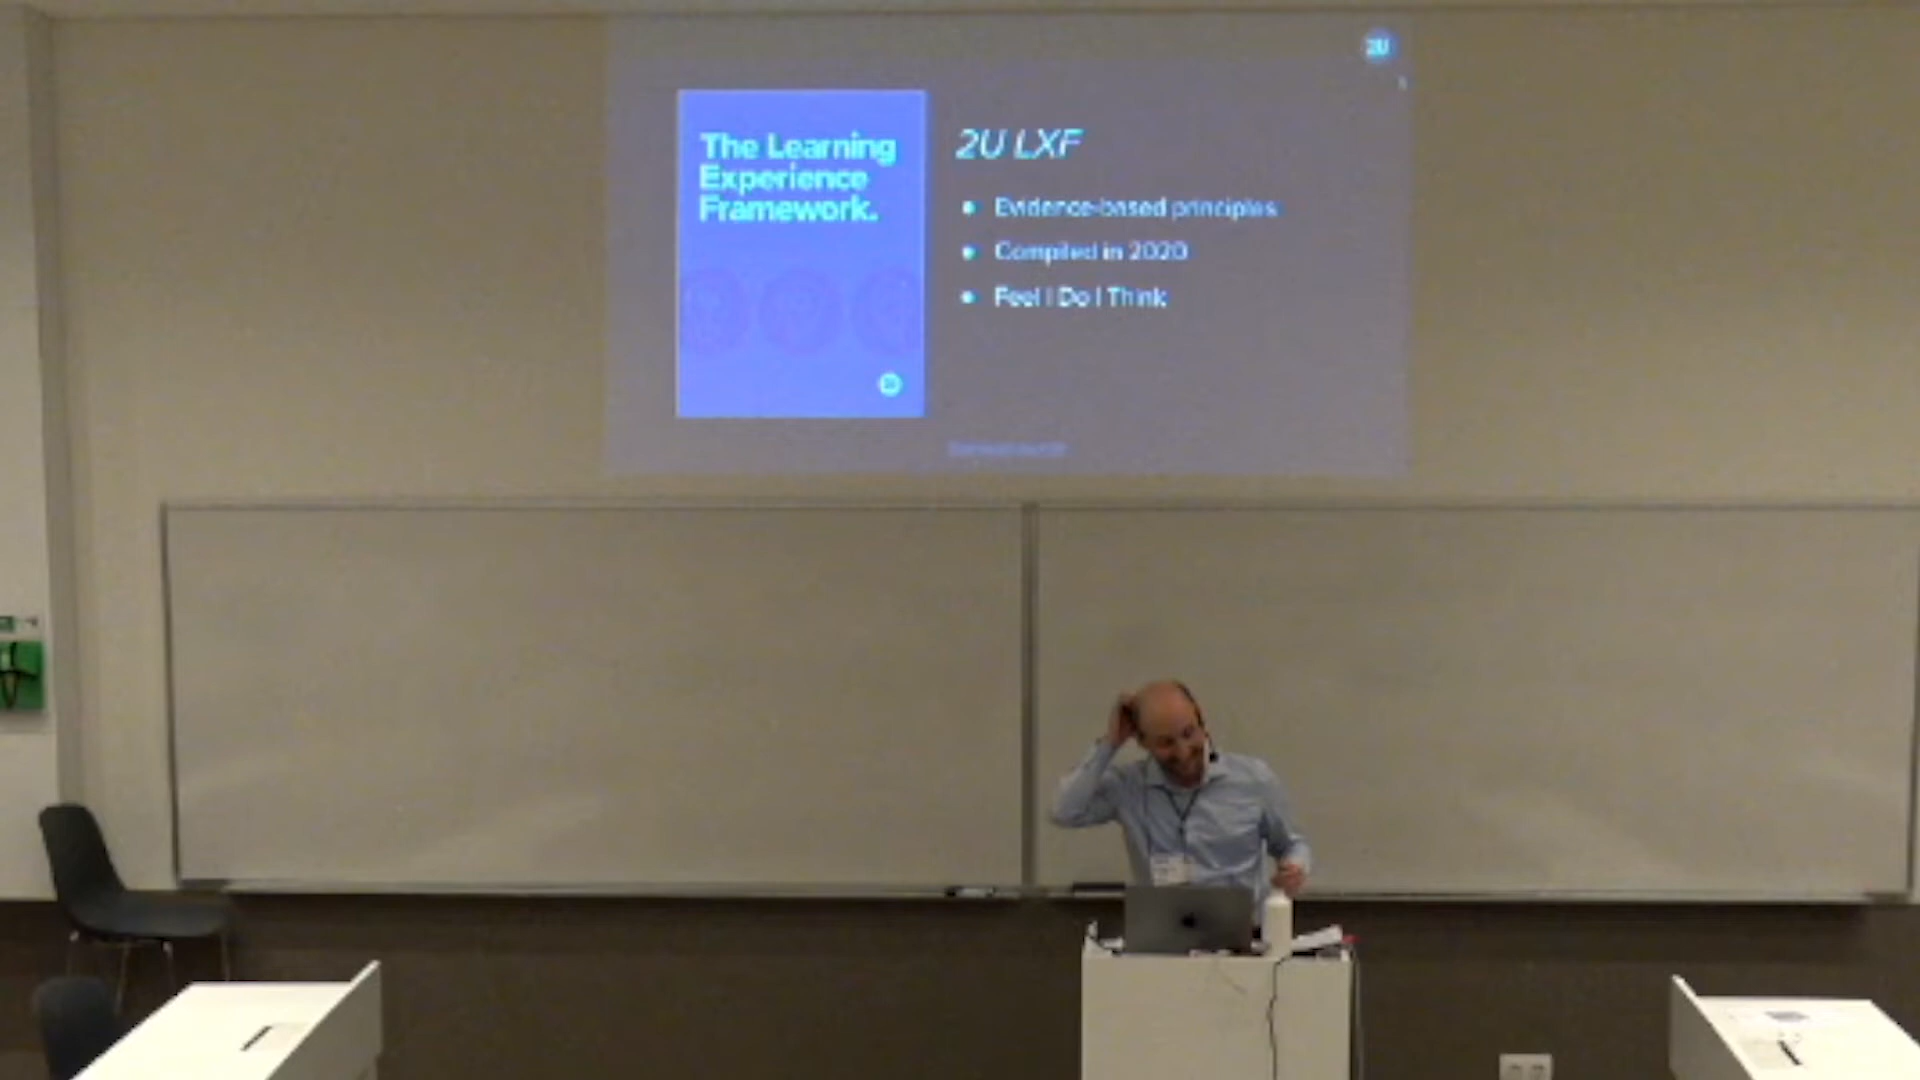 2U
The Learning
Experience
Framework.
2U LXF
Evidence-based principles
Compiled in 2020
Feel | Do | Think